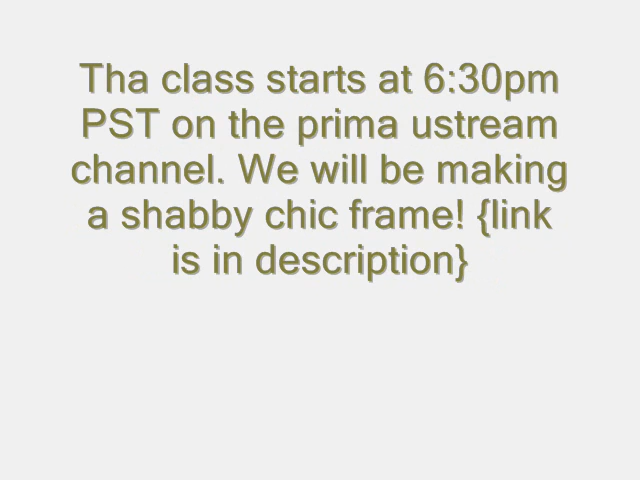 Tha class starts at 6:30pm
PST on the prima ustream
channel. We will be making
a shabby chic frame! {link
is in description}